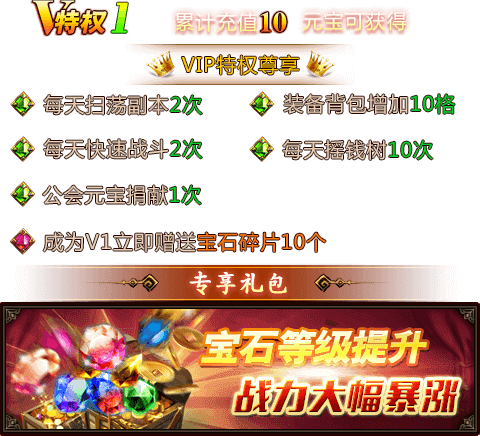 V特权1 累计充值10 元宝可获得
VIP特权尊享
每天扫荡副本2次 装备背包增加10格
每天快速战斗2次 每天摇钱树10次
公会元宝捐献1次
成为V1立即赠送宝石碎片10个
专享礼包
宝石等级提升
战力大幅暴涨